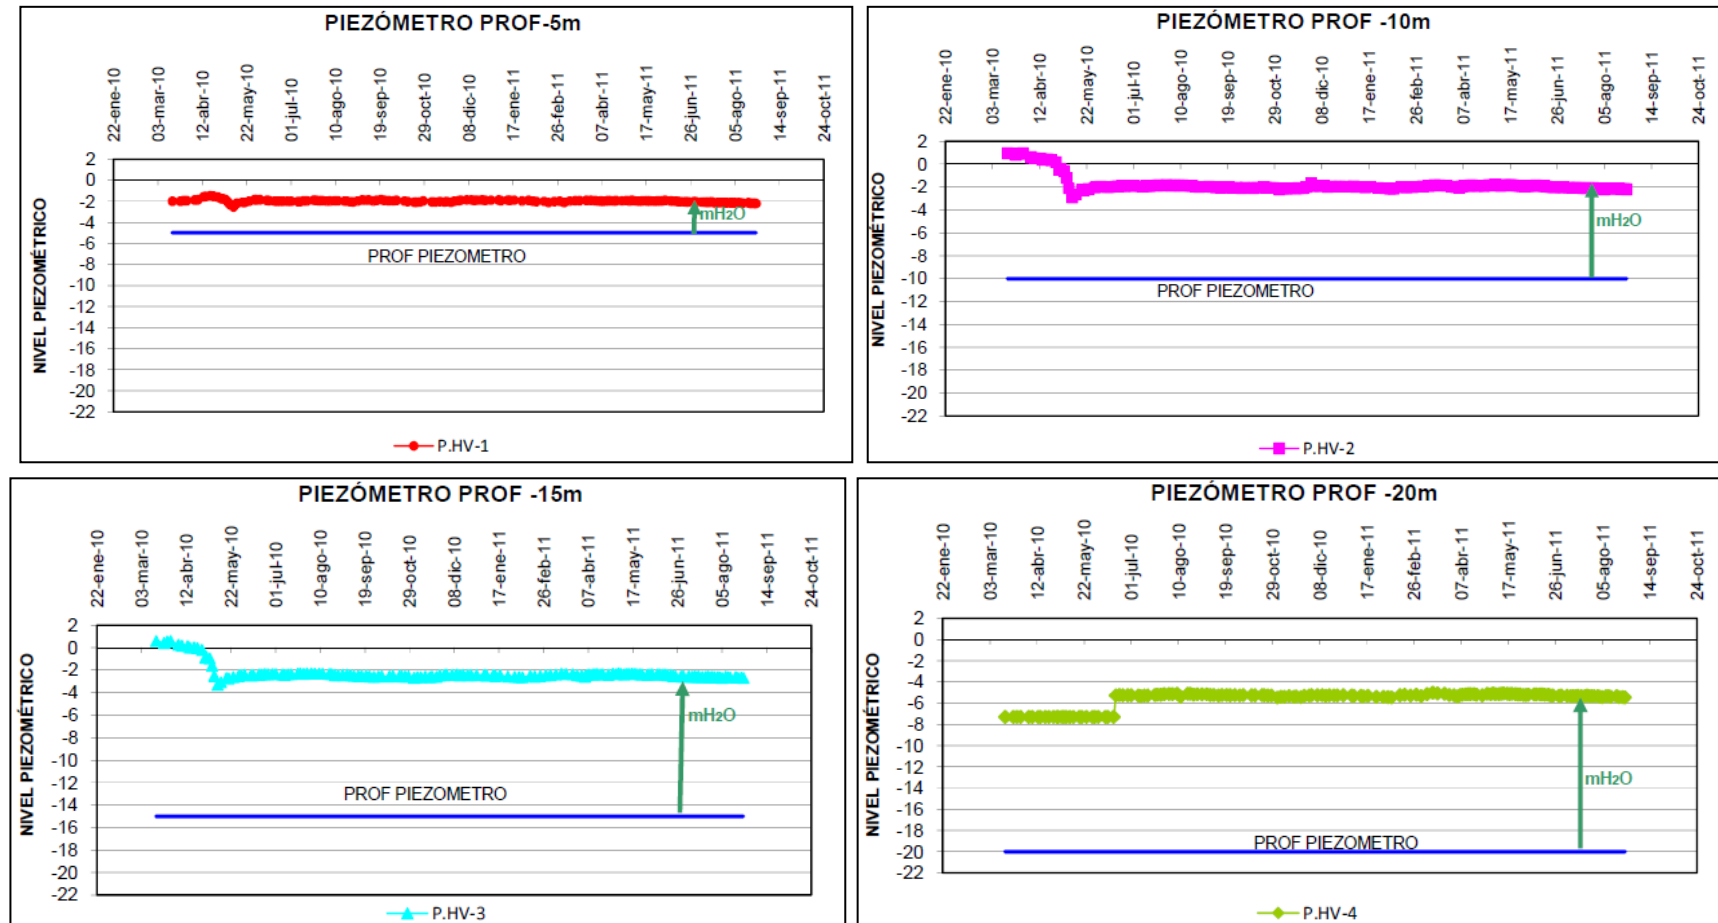 PIEZÓMETRO PROF-5m
22-ene-10
03-mar-10
12-abr-10
22-may-10
01-jul-10
10-ago-10
19-sep-10
29-oct-10
08-dic-10
17-ene-11
26-feb-11
07-abr-11
17-may-11
26-jun-11
05-ago-11
14-sep-11
24-oct-11
NIVEL PIEZOMÉTRICO
2
0
-2
-4
-6
-8
-10
-12
-14
-16
-18
-20
-22
mH₂O
PROF PIEZOMETRO
P.HV-1
PIEZÓMETRO PROF -10m
22-ene-10
03-mar-10
12-abr-10
22-may-10
01-jul-10
10-ago-10
19-sep-10
29-oct-10
08-dic-10
17-ene-11
26-feb-11
07-abr-11
17-may-11
26-jun-11
05-ago-11
14-sep-11
24-oct-11
NIVEL PIEZOMÉTRICO
2
0
-2
-4
-6
-8
-10
-12
-14
-16
-18
-20
-22
mH₂O
PROF PIEZOMETRO
P.HV-2
PIEZÓMETRO PROF -15m
22-ene-10
03-mar-10
12-abr-10
22-may-10
01-jul-10
10-ago-10
19-sep-10
29-oct-10
08-dic-10
17-ene-11
26-feb-11
07-abr-11
17-may-11
26-jun-11
05-ago-11
14-sep-11
24-oct-11
NIVEL PIEZOMÉTRICO
2
0
-2
-4
-6
-8
-10
-12
-14
-16
-18
-20
-22
mH₂O
PROF PIEZOMETRO
P.HV-3
PIEZÓMETRO PROF -20m
22-ene-10
03-mar-10
12-abr-10
22-may-10
01-jul-10
10-ago-10
19-sep-10
29-oct-10
08-dic-10
17-ene-11
26-feb-11
07-abr-11
17-may-11
26-jun-11
05-ago-11
14-sep-11
24-oct-11
NIVEL PIEZOMÉTRICO
2
0
-2
-4
-6
-8
-10
-12
-14
-16
-18
-20
-22
mH₂O
PROF PIEZOMETRO
P.HV-4